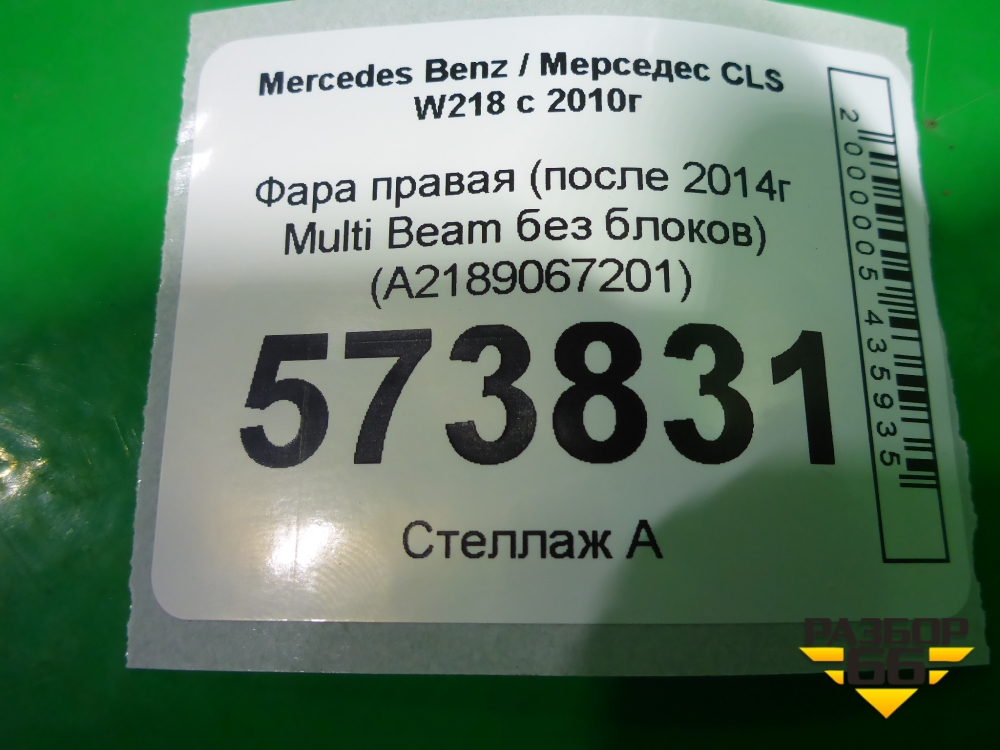 Mercedes Benz / Мерседес CLS
W218 с 2010г
Фара правая (после 2014г
Multi Beam без блоков)
(A2189067201)
573831
Стеллаж А
2000005435935
РАЗБОР
66